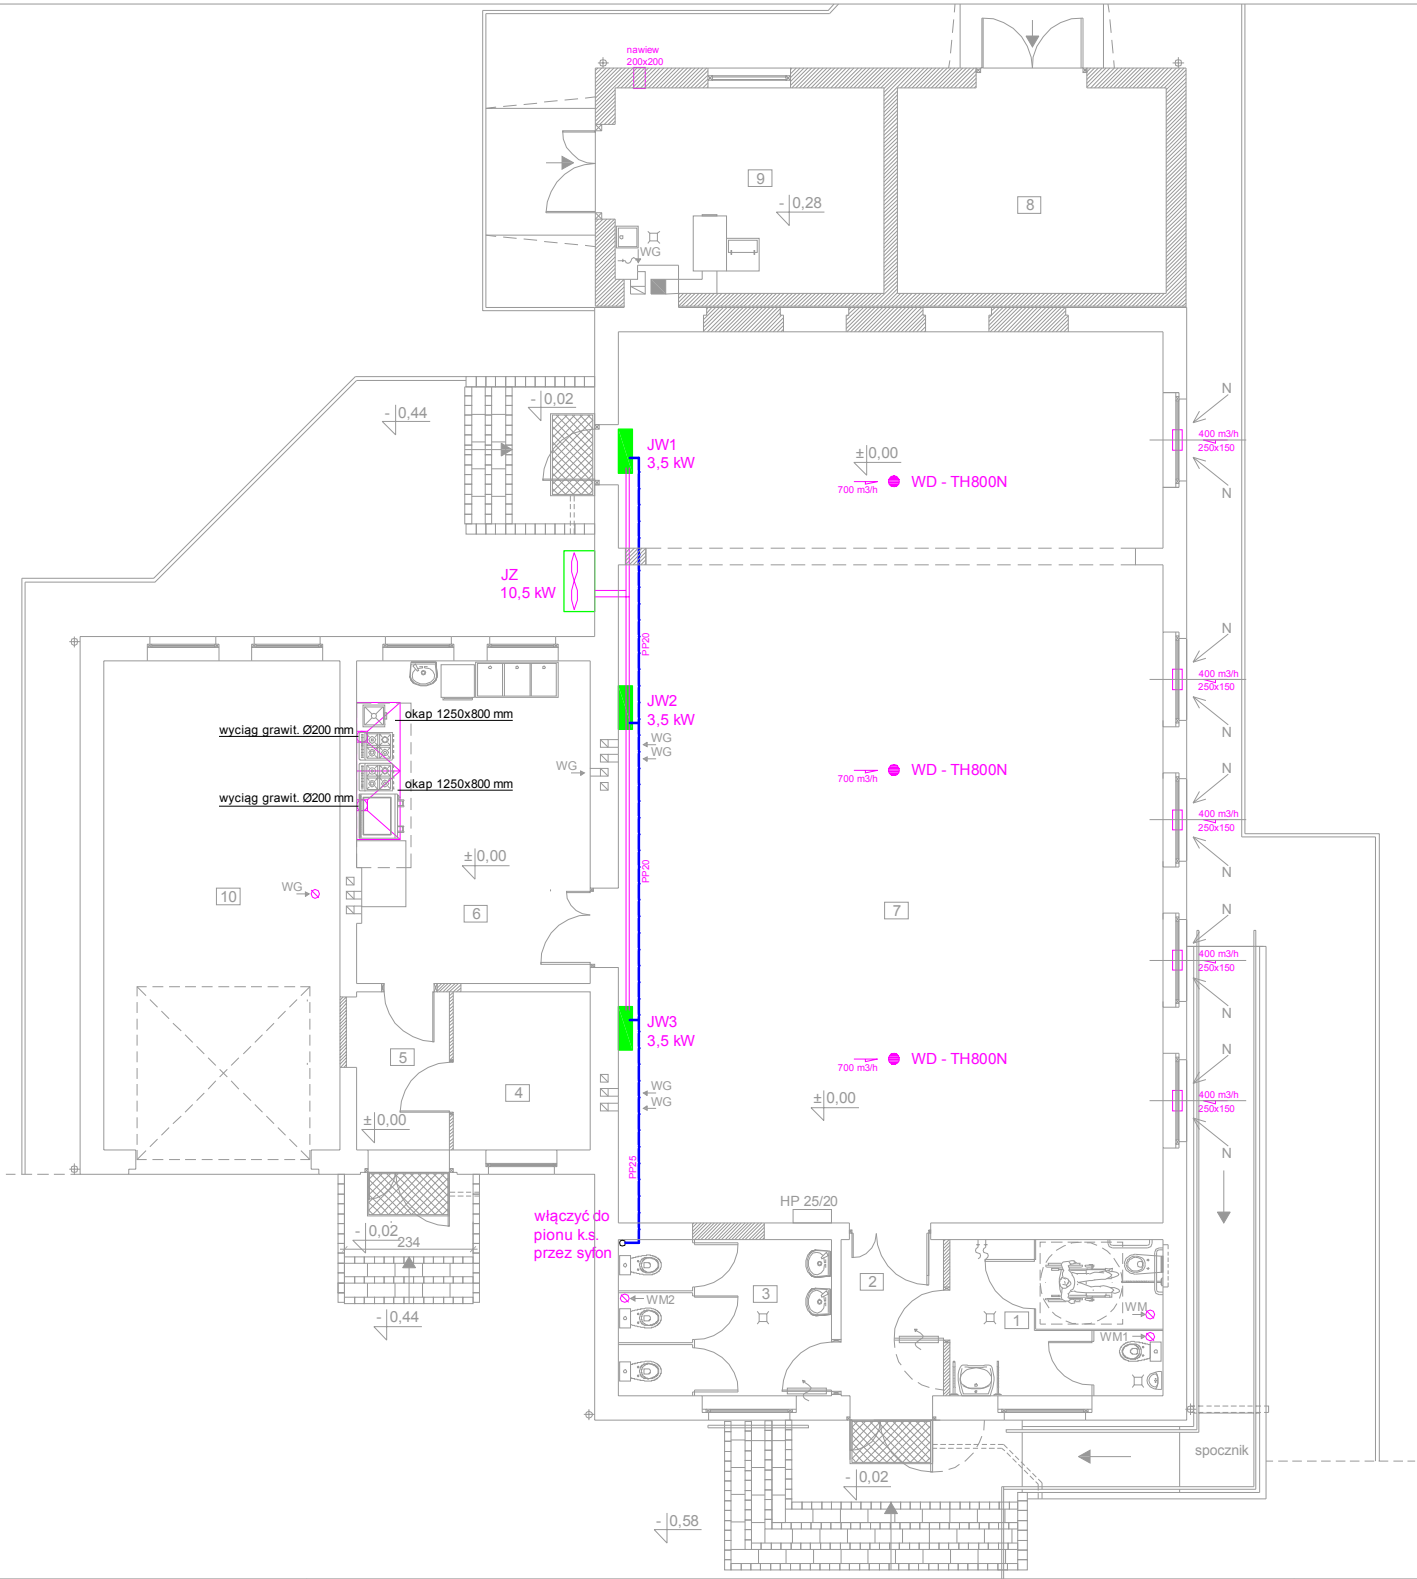 nawiew
200x200
9
- 0,28
8
WG
- 0,02
- 0,44
N
400 m3/h
250x150
N
JW1
3,5 kW
± 0,00
700 m3/h
WD - TH800N
JZ
10,5 kW
PP20
N
400 m3/h
250x150
N
JW2
3,5 kW
okap 1250x800 mm
wyciąg grawit. Ø200 mm
WG
WG
WG
700 m3/h
WD - TH800N
okap 1250x800 mm
wyciąg grawit. Ø200 mm
N
400 m3/h
250x150
N
± 0,00
PP20
10
WG
6
7
N
400 m3/h
250x150
N
JW3
3,5 kW
5
4
700 m3/h
WD - TH800N
WG
WG
± 0,00
± 0,00
N
400 m3/h
250x150
N
PP25
HP 25/20
włączyć do
pionu k.s.
przez syfon
- 0,02
234
- 0,44
WM2
3
2
1
WM
WM1
spocznik
- 0,02
- 0,58